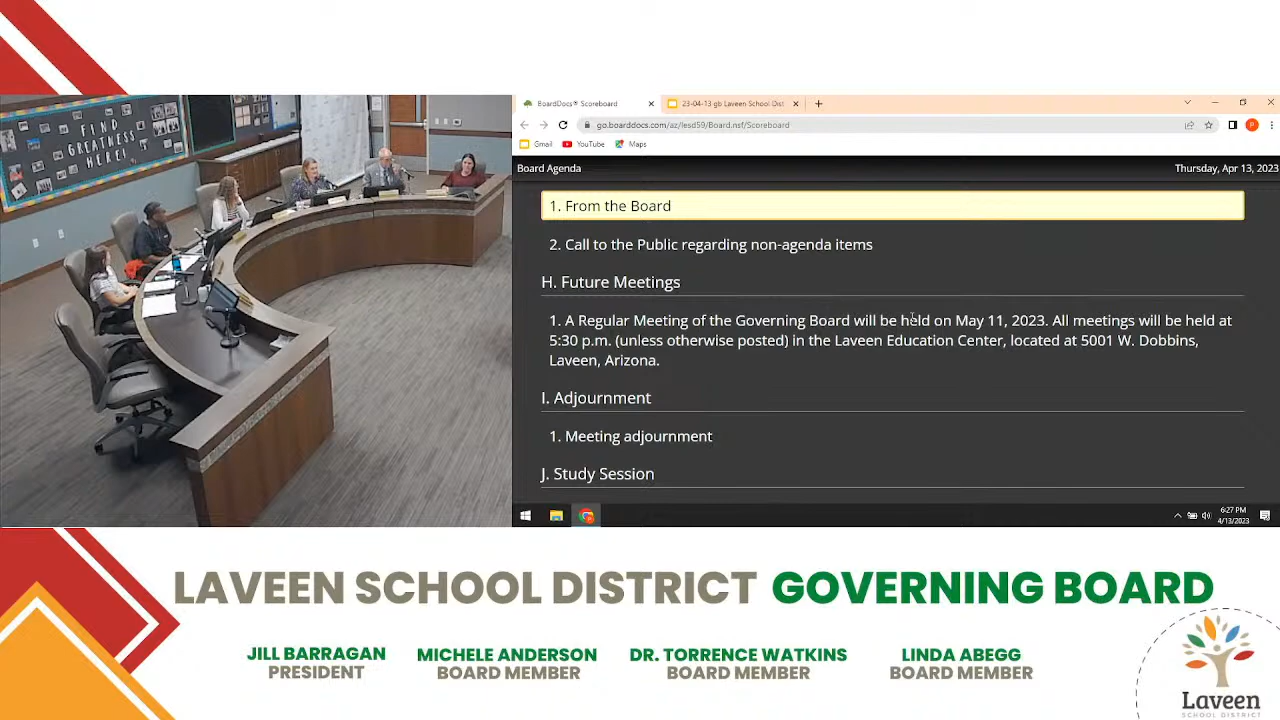 FIND
GREATNESS
HERE!
BoardDocs® Scoreboard
23-04-13 gb Laveen School Dist
go.boarddocs.com/az/lesd59/Board.nsf/Scoreboard
Gmail YouTube Maps
Board Agenda Thursday, Apr 13, 2023
1. From the Board
2. Call to the Public regarding non-agenda items
H. Future Meetings
1. A Regular Meeting of the Governing Board will be held on May 11, 2023. All meetings will be held at
5:30 p.m. (unless otherwise posted) in the Laveen Education Center, located at 5001 W. Dobbins,
Laveen, Arizona.
I. Adjournment
1. Meeting adjournment
J. Study Session
6:27 PM
4/13/2023
LAVEEN SCHOOL DISTRICT GOVERNING BOARD
JILL BARRAGAN
PRESIDENT
MICHELE ANDERSON
BOARD MEMBER
DR. TORRENCE WATKINS
BOARD MEMBER
LINDA ABEGG
BOARD MEMBER
Laveen
SCHOOL DISTRICT